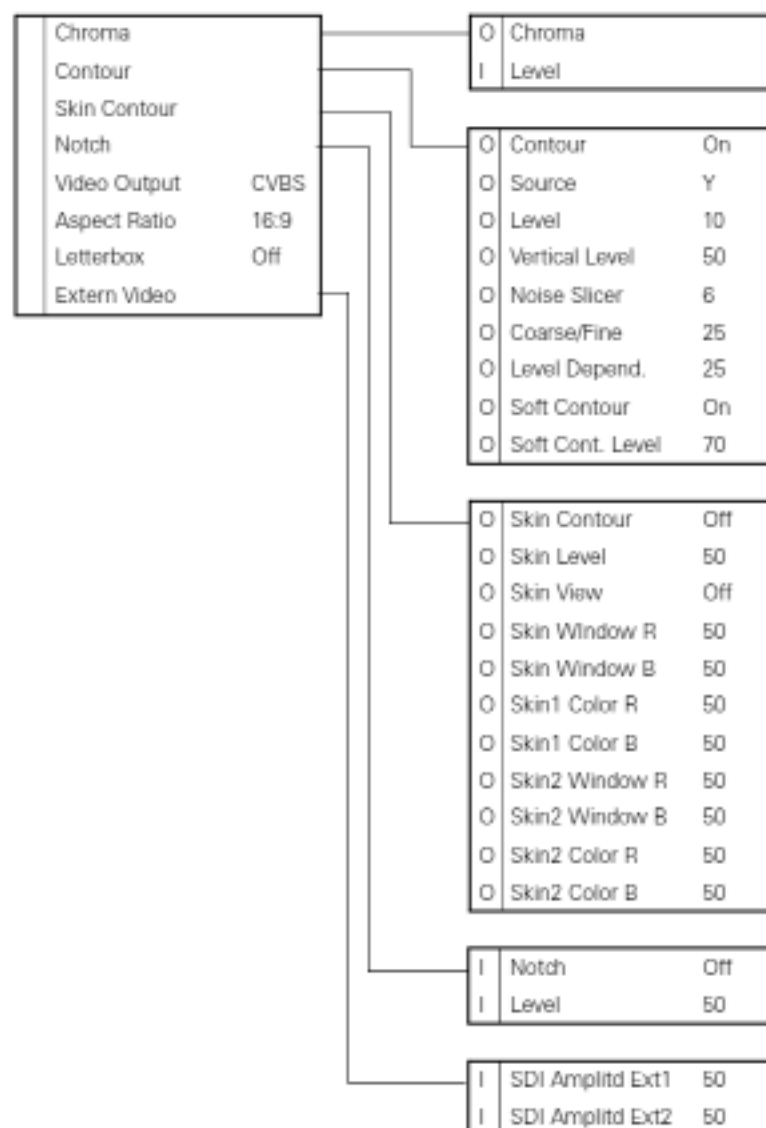 Chroma
Contour
Skin Contour
Notch
Video Output CVBS
Aspect Ratio 16:9
Letterbox Off
Extern Video
O Chroma
I Level
O Contour On
O Source Y
O Level 10
O Vertical Level 50
O Noise Slicer 6
O Coarse/Fine 25
O Level Depend. 25
O Soft Contour On
O Soft Cont. Level 70
O Skin Contour Off
O Skin Level 50
O Skin View Off
O Skin WIndow R 50
O Skin Window B 50
O Skin1 Color R 50
O Skin1 Color B 50
O Skin2 Window R 50
O Skin2 Window B 50
O Skin2 Color R 50
O Skin2 Color B 50
I Notch Off
I Level 50
I SDI Amplitd Ext1 50
I SDI Amplitd Ext2 50